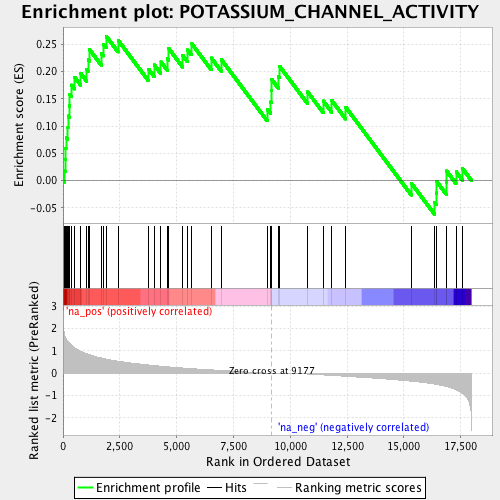 Enrichment plot: POTASSIUM_CHANNEL_ACTIVITY
Enrichment score (ES)
0.25
0.20
0.15
0.10
0.05
0.00
-0.05
'na_pos' (positively correlated)
Ranked list metric (PreRanked)
3
2
1
0
-1
-2
Zero cross at 9177
'na_neg' (negatively correlated)
0
2,500
5,000
7,500
10,000
12,500
15,000
17,500
Rank in Ordered Dataset
Enrichment profile
Hits
Ranking metric scores